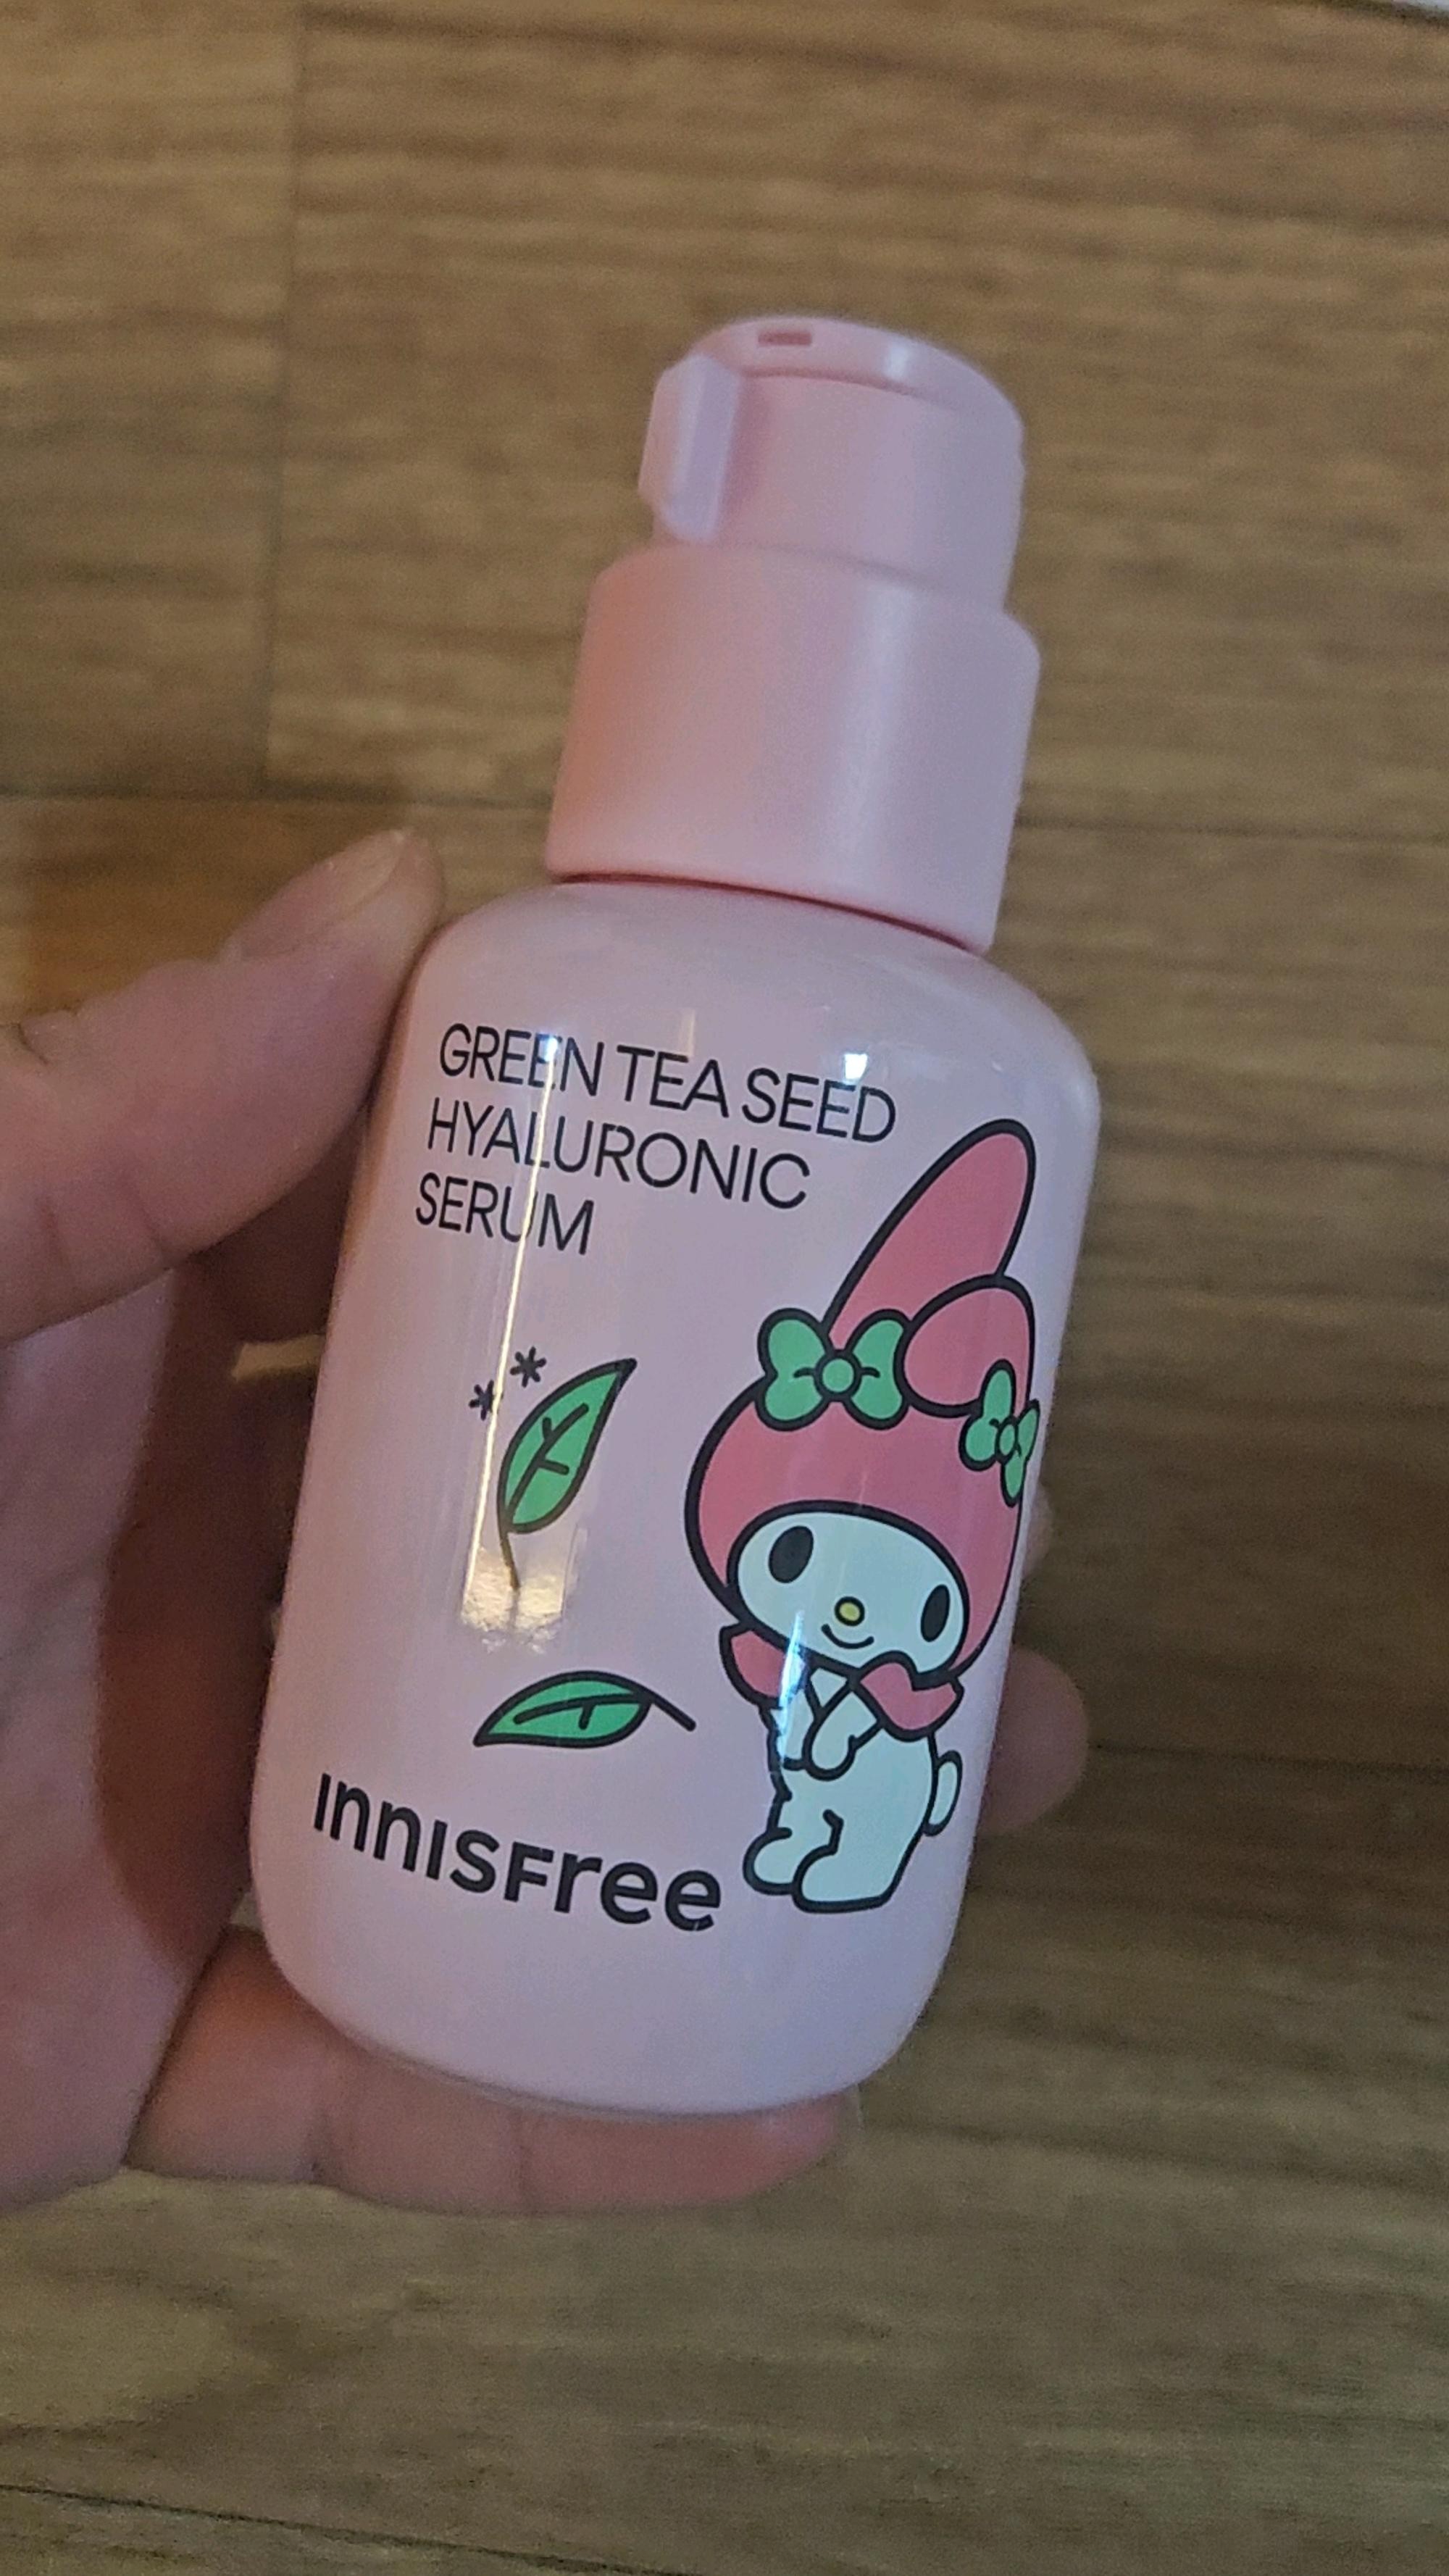 GREEN TEA SEED
HYALURONIC
SERUM
INNISFree